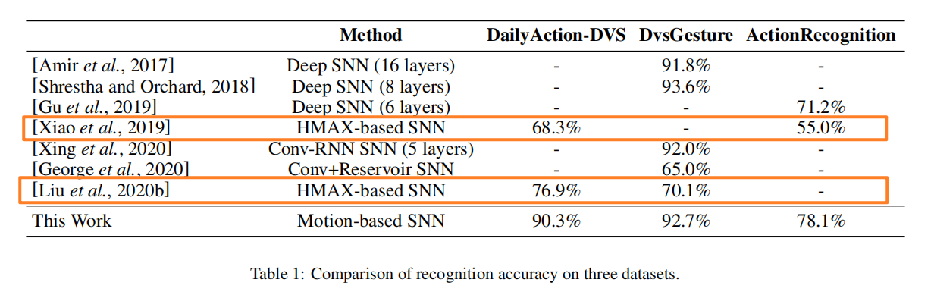 Method DailyAction-DVS DvsGesture ActionRecognition
[Amir et al., 2017] Deep SNN (16 layers) - 91.8% -
[Shrestha and Orchard, 2018] Deep SNN (8 layers) - 93.6% -
[Gu et al., 2019] Deep SNN (6 layers) - - 71.2%
[Xiao et al., 2019] HMAX-based SNN 68.3% - 55.0%
[Xing et al., 2020] Conv-RNN SNN (5 layers) - 92.0% -
[George et al., 2020] Conv+Reservoir SNN - 65.0% -
[Liu et al., 2020b] HMAX-based SNN 76.9% 70.1% -
This Work Motion-based SNN 90.3% 92.7% 78.1%
Table 1: Comparison of recognition accuracy on three datasets.